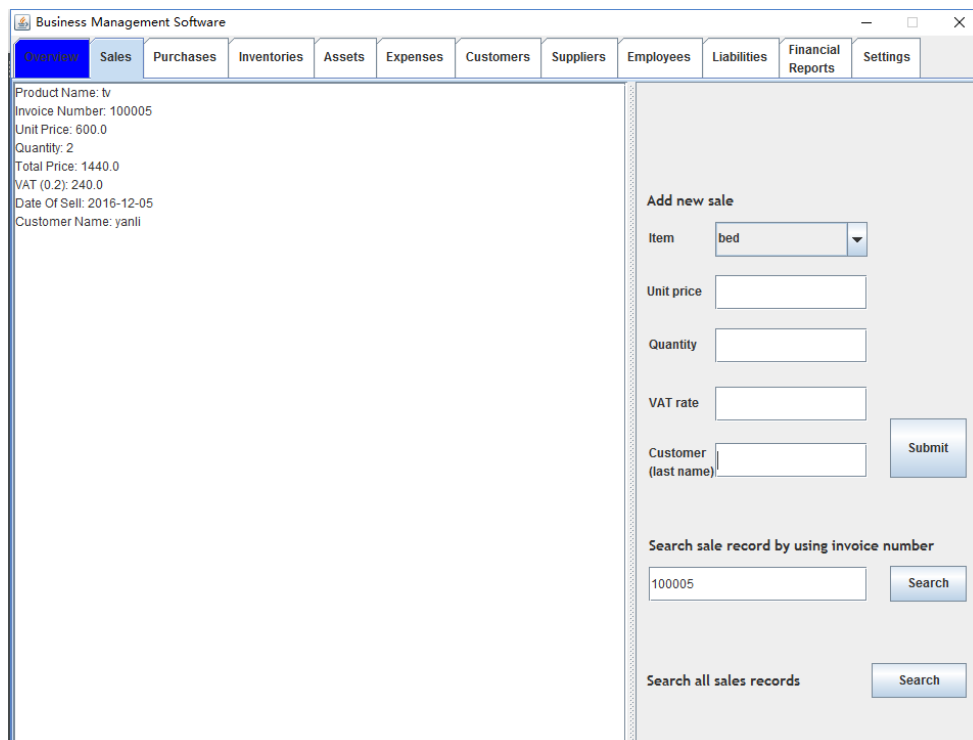 Business Management Software
Overview Sales Purchases Inventories Assets Expenses Customers Suppliers Employees Liabilities Financial Reports Settings
Product Name: tv
Invoice Number: 100005
Unit Price: 600.0
Quantity: 2
Total Price: 1440.0
VAT (0.2): 240.0
Date Of Sell: 2016-12-05
Customer Name: yanli
Add new sale
Item bed
Unit price
Quantity
VAT rate
Customer
(last name)
Submit
Search sale record by using invoice number
100005 Search
Search all sales records Search